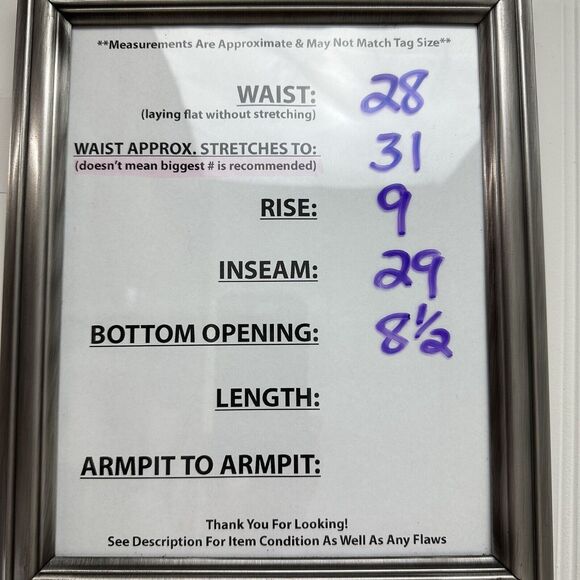 **Measurements Are Approximate & May Not Match Tag Size**
WAIST: 28
(laying flat without stretching)
WAIST APPROX. STRETCHES TO: 31
(doesn't mean biggest # is recommended)
RISE: 9
INSEAM: 29
BOTTOM OPENING: 8 1/2
LENGTH:
ARMPIT TO ARMPIT:
Thank You For Looking!
See Description For Item Condition As Well As Any Flaws